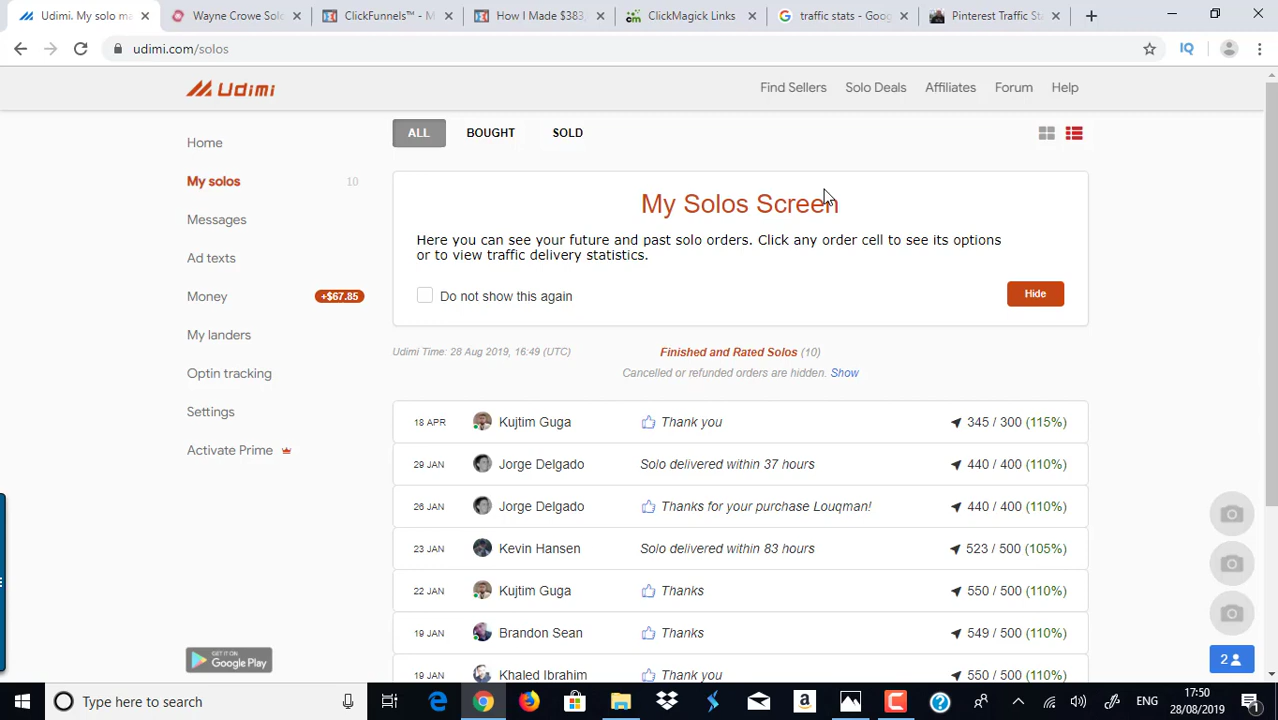 Udimi. My solo ma
Wayne Crowe Solo
ClickFunnels™ - M
How I Made $383,
ClickMagick Links
traffic stats - Goog
Pinterest Traffic Sta
udimi.com/solos
IQ
Udimi
Find Sellers
Solo Deals
Affiliates
Forum
Help
Home
My solos 10
Messages
Ad texts
Money +$67.85
My landers
Optin tracking
Settings
Activate Prime
GET IT ON
Google Play
ALL
BOUGHT
SOLD
My Solos Screen
Here you can see your future and past solo orders. Click any order cell to see its options
or to view traffic delivery statistics.
Do not show this again
Hide
Udimi Time: 28 Aug 2019, 16:49 (UTC)
Finished and Rated Solos (10)
Cancelled or refunded orders are hidden. Show
18 APR Kujtim Guga Thank you 345 / 300 (115%)
29 JAN Jorge Delgado Solo delivered within 37 hours 440 / 400 (110%)
26 JAN Jorge Delgado Thanks for your purchase Louqman! 440 / 400 (110%)
23 JAN Kevin Hansen Solo delivered within 83 hours 523 / 500 (105%)
22 JAN Kujtim Guga Thanks 550 / 500 (110%)
19 JAN Brandon Sean Thanks 549 / 500 (110%)
19 JAN Khaled Ibrahim Thank you 550 / 500 (110%)
2
Type here to search
ENG
17:50
28/08/2019
1